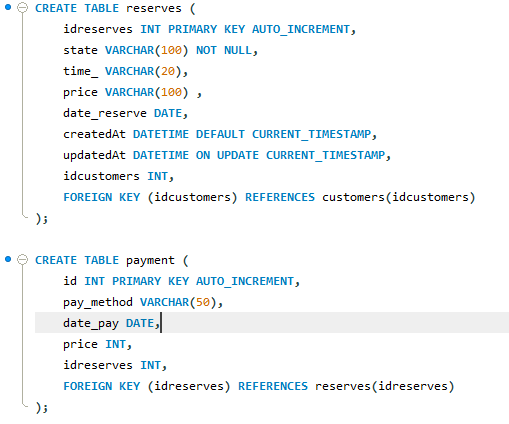 CREATE TABLE reserves (
idreserves INT PRIMARY KEY AUTO_INCREMENT,
state VARCHAR(100) NOT NULL,
time_ VARCHAR(20),
price VARCHAR(100) ,
date_reserve DATE,
createdAt DATETIME DEFAULT CURRENT_TIMESTAMP,
updatedAt DATETIME ON UPDATE CURRENT_TIMESTAMP,
idcustomers INT,
FOREIGN KEY (idcustomers) REFERENCES customers(idcustomers)
);
CREATE TABLE payment (
id INT PRIMARY KEY AUTO_INCREMENT,
pay_method VARCHAR(50),
date_pay DATE,
price INT,
idreserves INT,
FOREIGN KEY (idreserves) REFERENCES reserves(idreserves)
);